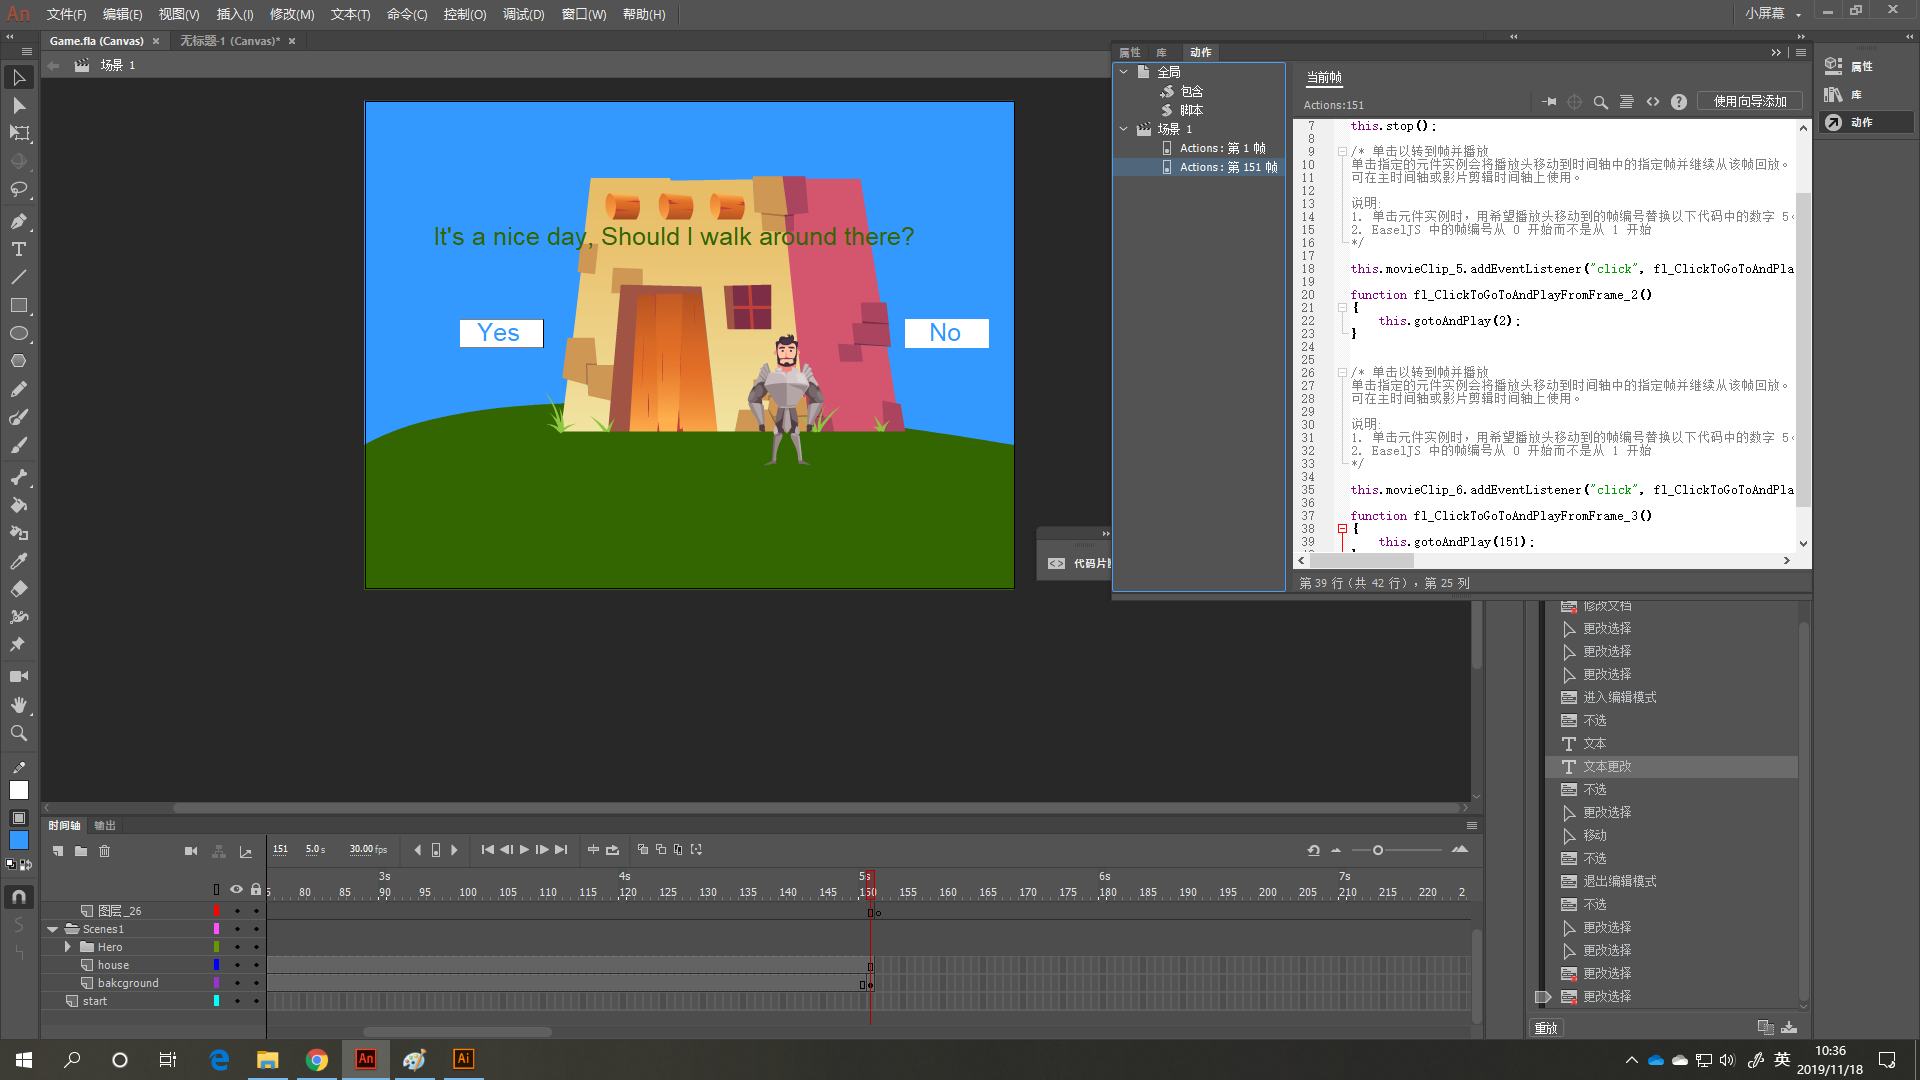 An 文件(F) 编辑(E) 视图(V) 插入(I) 修改(M) 文本(T) 命令(C) 控制(O) 调试(D) 窗口(W) 帮助(H) 小屏幕
Game.fla (Canvas) × 无标题-1 (Canvas)* ×
场景 1
属性 库 动作
全局
包含
脚本
场景 1
Actions: 第 1 帧
Actions: 第 151 帧
当前帧
Actions:151
使用向导添加
7 this.stop();
8
9 /* 单击以转到帧并播放
10 单击指定的元件实例会将播放头移动到时间轴中的指定帧并继续从该帧回放。
11 可在主时间轴或影片剪辑时间轴上使用。
12
13 说明:
14 1. 单击元件实例时，用希望播放头移动到的帧编号替换以下代码中的数字 5
15 2. EaselJS 中的帧编号从 0 开始而不是从 1 开始
16 */
17
18 this.movieClip_5.addEventListener("click", fl_ClickToGoToAndPla
19
20 function fl_ClickToGoToAndPlayFromFrame_2()
21 {
22 this.gotoAndPlay(2);
23 }
24
25
26 /* 单击以转到帧并播放
27 单击指定的元件实例会将播放头移动到时间轴中的指定帧并继续从该帧回放。
28 可在主时间轴或影片剪辑时间轴上使用。
29
30 说明:
31 1. 单击元件实例时，用希望播放头移动到的帧编号替换以下代码中的数字 5
32 2. EaselJS 中的帧编号从 0 开始而不是从 1 开始
33 */
34
35 this.movieClip_6.addEventListener("click", fl_ClickToGoToAndPla
36
37 function fl_ClickToGoToAndPlayFromFrame_3()
38 {
39 this.gotoAndPlay(151);
第 39 行（共 42 行），第 25 列
属性
库
动作
It's a nice day, Should I walk around there?
Yes
No
代码片
修改文档
更改选择
更改选择
更改选择
进入编辑模式
不选
文本
文本更改
不选
更改选择
移动
不选
退出编辑模式
不选
更改选择
更改选择
更改选择
更改选择
重放
时间轴 输出
151 5.0 s 30.00 fps
3s 4s 5s 6s 7s
5 80 85 90 95 100 105 110 115 120 125 130 135 140 145 150 155 160 165 170 175 180 185 190 195 200 205 210 215 220 2
图层_26
Scenes1
Hero
house
bakcground
start
An Ai
英
10:36
2019/11/18